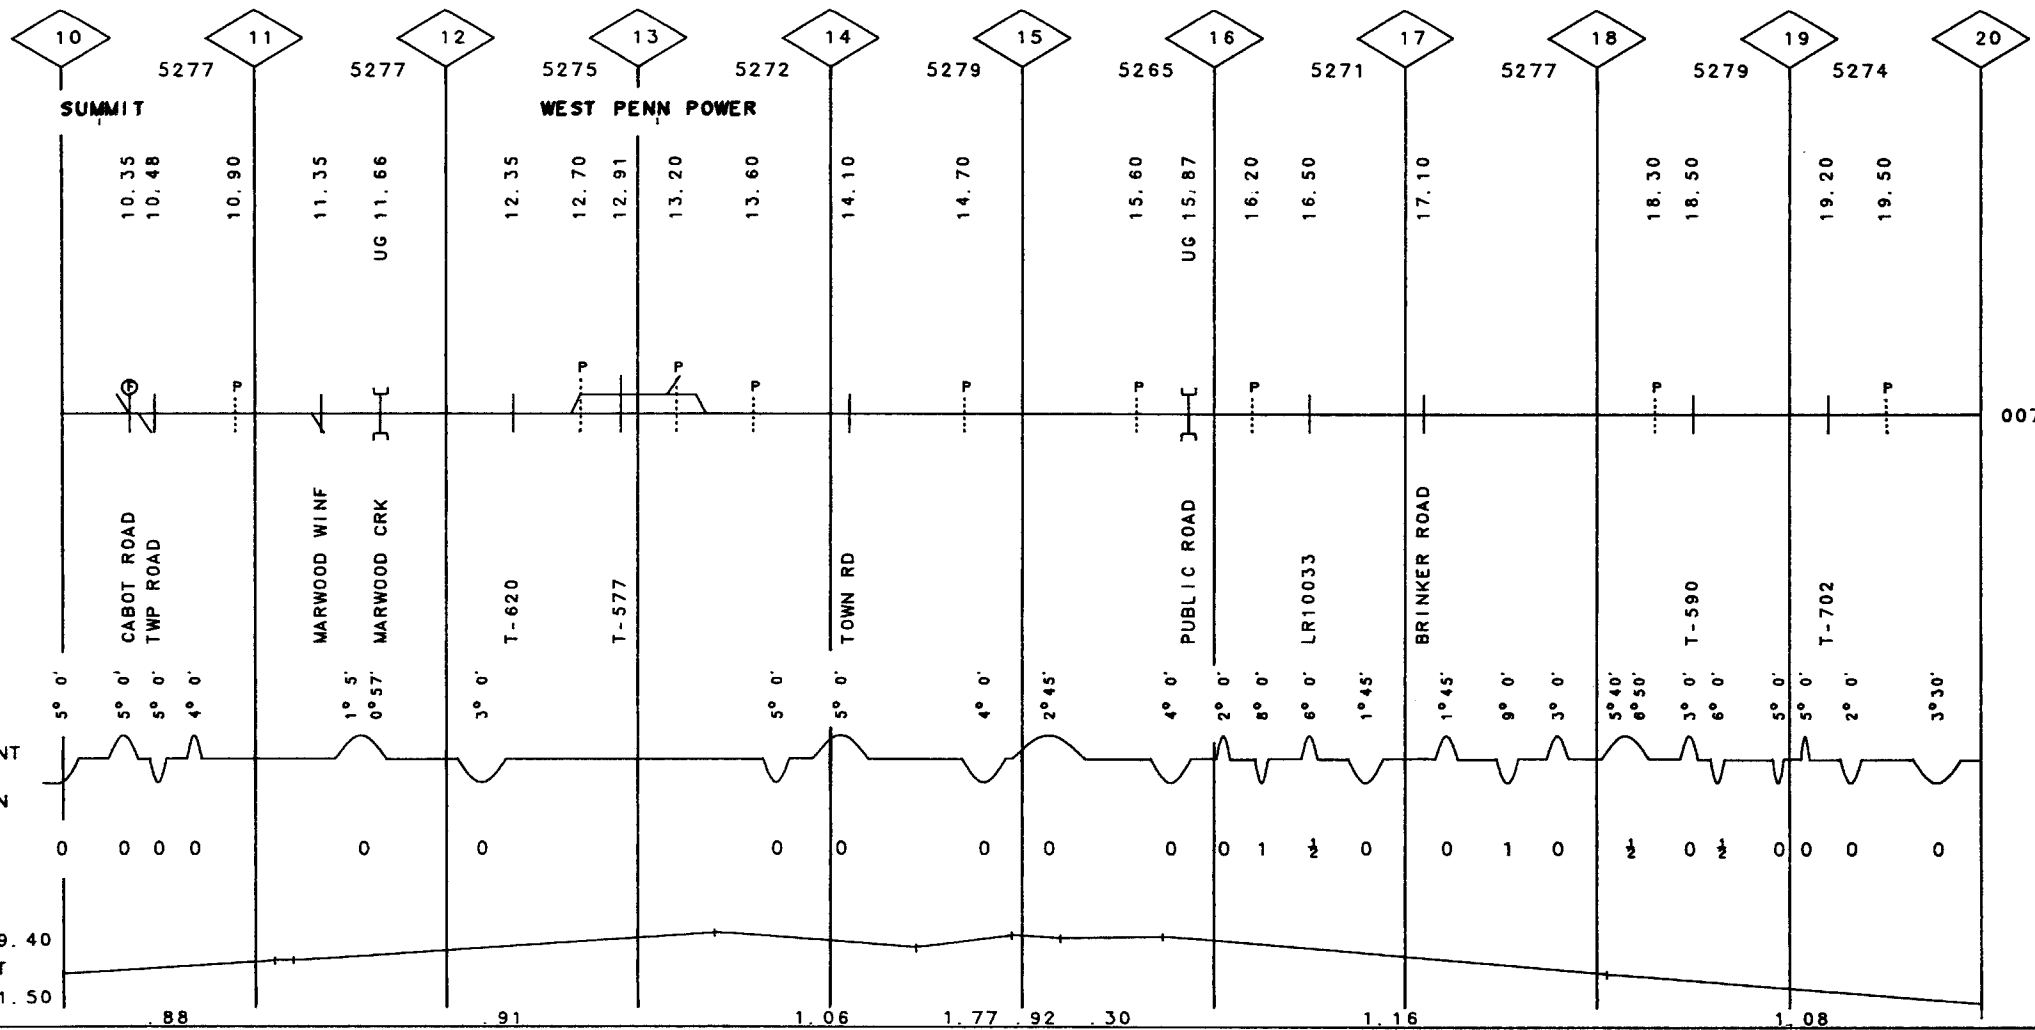 10 11 12 13 14 15 16 17 18 19 20
5277 5277 5275 5272 5279 5265 5271 5277 5279 5274
SUMMIT WEST PENN POWER
10.35
10.48
10.90
11.35
UG 11.66
12.35
12.70
12.91
13.20
13.60
14.10
14.70
15.60
UG 15.87
16.20
16.50
17.10
18.30
18.50
19.20
19.50
F P P P P P P P P P
007
CABOT ROAD
TWP ROAD
MARWOOD WINF
MARWOOD CRK
T-620
T-577
TOWN RD
PUBLIC ROAD
LR10033
BRINKER ROAD
T-590
T-702
5° 0'
5° 0'
5° 0'
4° 0'
1° 5'
0°57'
3° 0'
5° 0'
5° 0'
4° 0'
2°45'
4° 0'
2° 0'
8° 0'
6° 0'
1°45'
1°45'
9° 0'
3° 0'
5°40'
6°50'
3° 0'
6° 0'
5° 0'
5° 0'
2° 0'
3°30'
NT
N
0 0 0 0 0 0 0 0 0 0 0 0 1 ½ 0 0 1 0 ½ 0 ½ 0 0 0 0
9.40
T
1.50
.88 .91 1.06 1.77 .92 .30 1.16 1.08